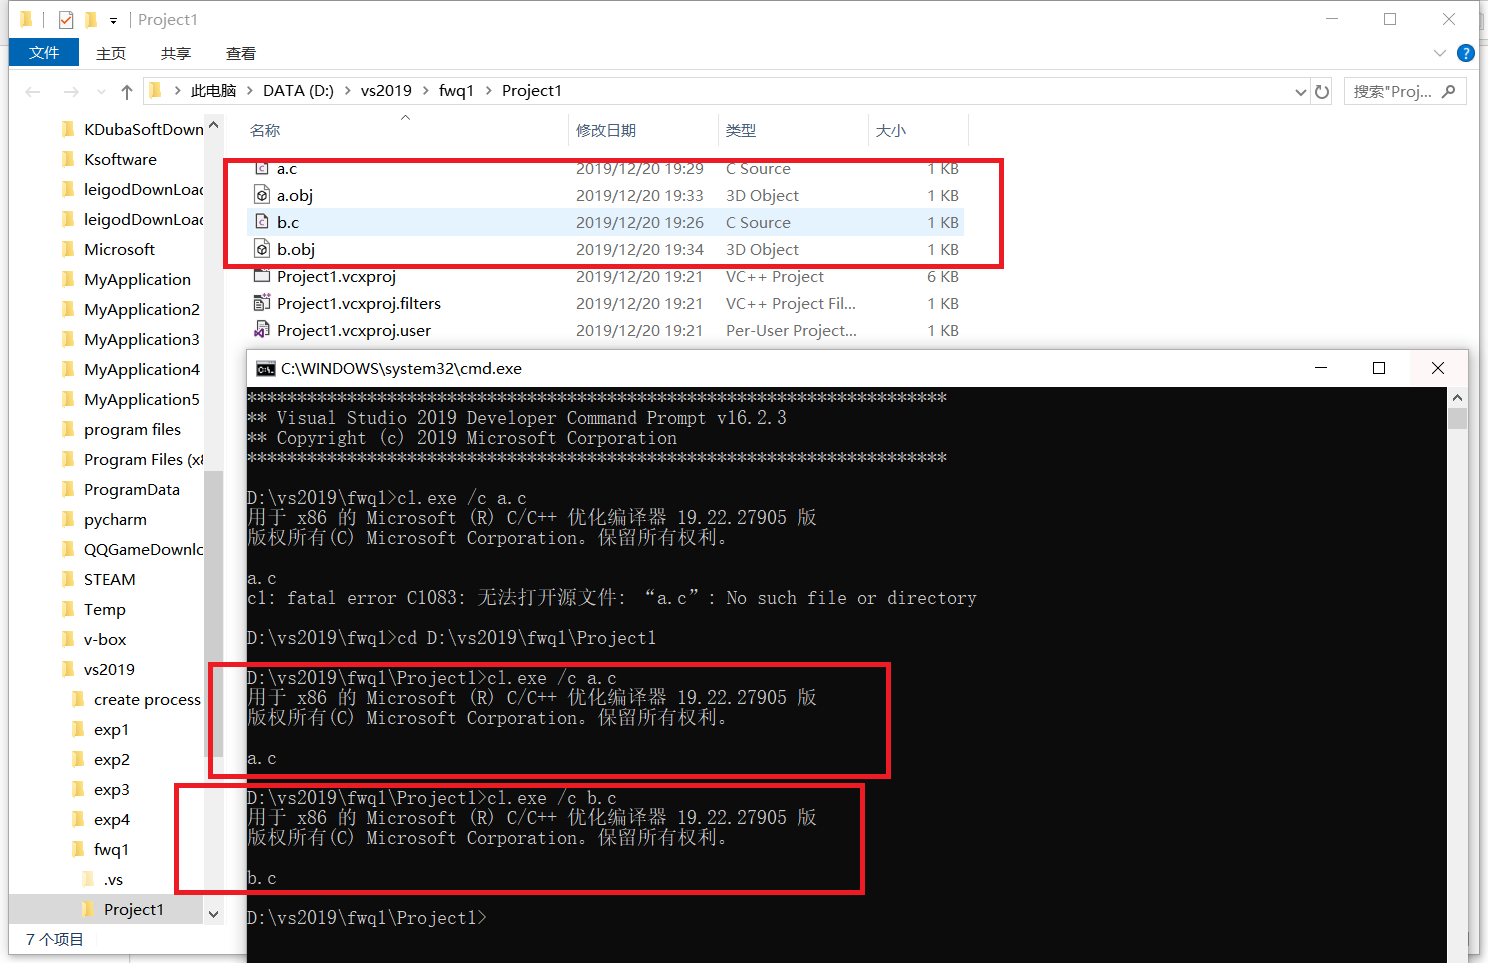 Project1
文件 主页 共享 查看
此电脑 DATA (D:) vs2019 fwq1 Project1 搜索"Proj...
KDubaSoftDown
Ksoftware
leigodDownLoad
leigodDownLoad
Microsoft
MyApplication
MyApplication2
MyApplication3
MyApplication4
MyApplication5
program files
Program Files (x8
ProgramData
pycharm
QQGameDownlo
STEAM
Temp
v-box
vs2019
create process
exp1
exp2
exp3
exp4
fwq1
.vs
Project1
7 个项目
名称 修改日期 类型 大小
a.c 2019/12/20 19:29 C Source 1 KB
a.obj 2019/12/20 19:33 3D Object 1 KB
b.c 2019/12/20 19:26 C Source 1 KB
b.obj 2019/12/20 19:34 3D Object 1 KB
Project1.vcxproj 2019/12/20 19:21 VC++ Project 6 KB
Project1.vcxproj.filters 2019/12/20 19:21 VC++ Project Fil... 1 KB
Project1.vcxproj.user 2019/12/20 19:21 Per-User Project... 1 KB
C:\WINDOWS\system32\cmd.exe
**********************************************************************
** Visual Studio 2019 Developer Command Prompt v16.2.3
** Copyright (c) 2019 Microsoft Corporation
**********************************************************************
D:\vs2019\fwq1>cl.exe /c a.c
用于 x86 的 Microsoft (R) C/C++ 优化编译器 19.22.27905 版
版权所有(C) Microsoft Corporation。保留所有权利。
a.c
cl: fatal error C1083: 无法打开源文件: “a.c”: No such file or directory
D:\vs2019\fwq1>cd D:\vs2019\fwq1\Project1
D:\vs2019\fwq1\Project1>cl.exe /c a.c
用于 x86 的 Microsoft (R) C/C++ 优化编译器 19.22.27905 版
版权所有(C) Microsoft Corporation。保留所有权利。
a.c
D:\vs2019\fwq1\Project1>cl.exe /c b.c
用于 x86 的 Microsoft (R) C/C++ 优化编译器 19.22.27905 版
版权所有(C) Microsoft Corporation。保留所有权利。
b.c
D:\vs2019\fwq1\Project1>